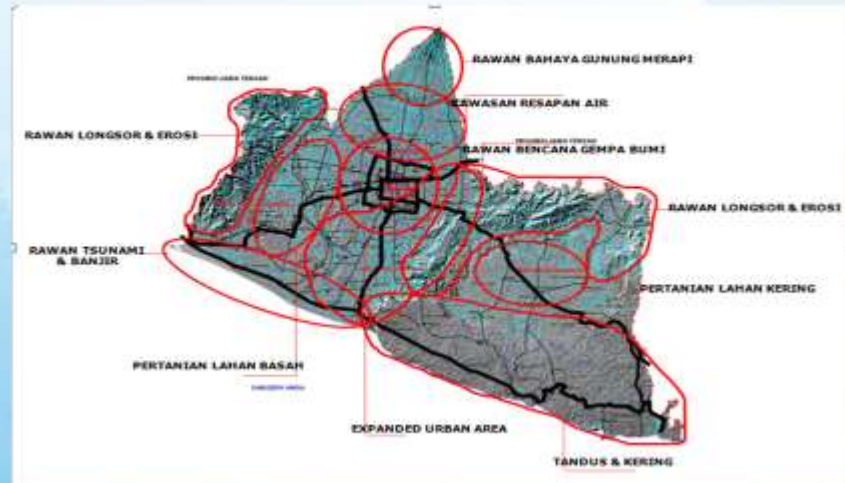 RAWAN BAHAYA GUNUNG MERAPI
KAWASAN RESAPAN AIR
RAWAN LONGSOR & EROSI
RAWAN BENCANA GEMPA BUMI
RAWAN LONGSOR & EROSI
RAWAN TSUNAMI
& BANJIR
PERTANIAN LAHAN KERING
PERTANIAN LAHAN BASAH
EXPANDED URBAN AREA
TANDUS & KERING